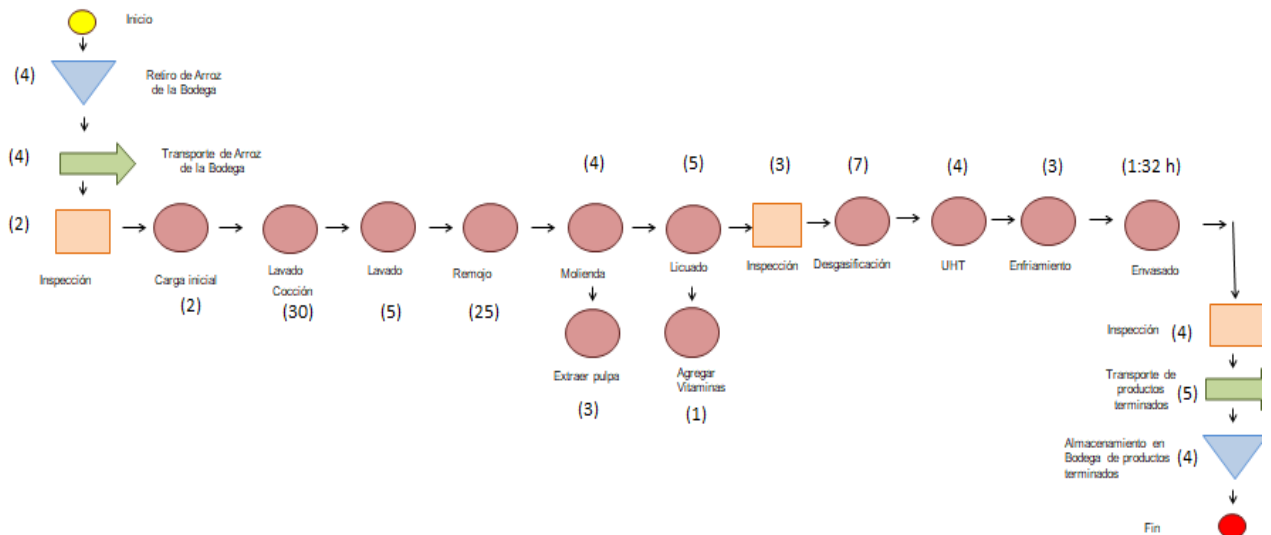 Inicio
(4)
Retiro de Arroz
de la Bodega
(4)
Transporte de Arroz
de la Bodega
(2)
Inspección
Carga inicial
(2)
Lavado
Cocción
(30)
Lavado
(5)
Remojo
(25)
(4)
Molienda
Extraer pulpa
(3)
(5)
Licuado
Agregar
Vitaminas
(1)
(3)
Inspección
(7)
Desgasificación
(4)
UHT
(3)
Enfriamiento
(1:32 h)
Envasado
Inspección
(4)
Transporte de
productos
terminados
(5)
Almacenamiento en
Bodega de productos
terminados
(4)
Fin